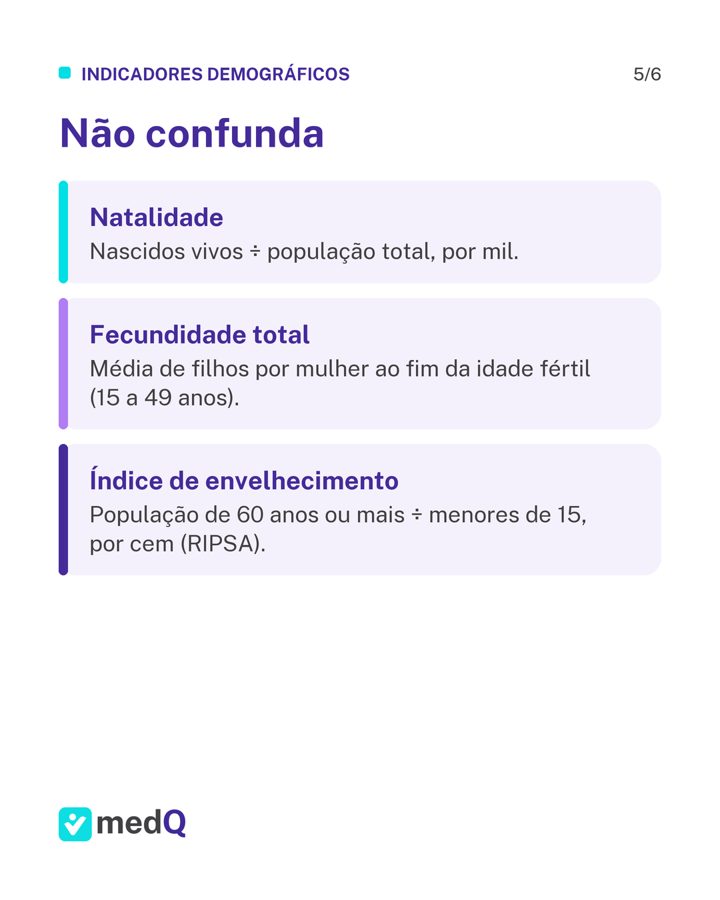 INDICADORES DEMOGRÁFICOS
5/6
Não confunda
Natalidade
Nascidos vivos ÷ população total, por mil.
Fecundidade total
Média de filhos por mulher ao fim da idade fértil
(15 a 49 anos).
Índice de envelhecimento
População de 60 anos ou mais ÷ menores de 15,
por cem (RIPSA).
medQ